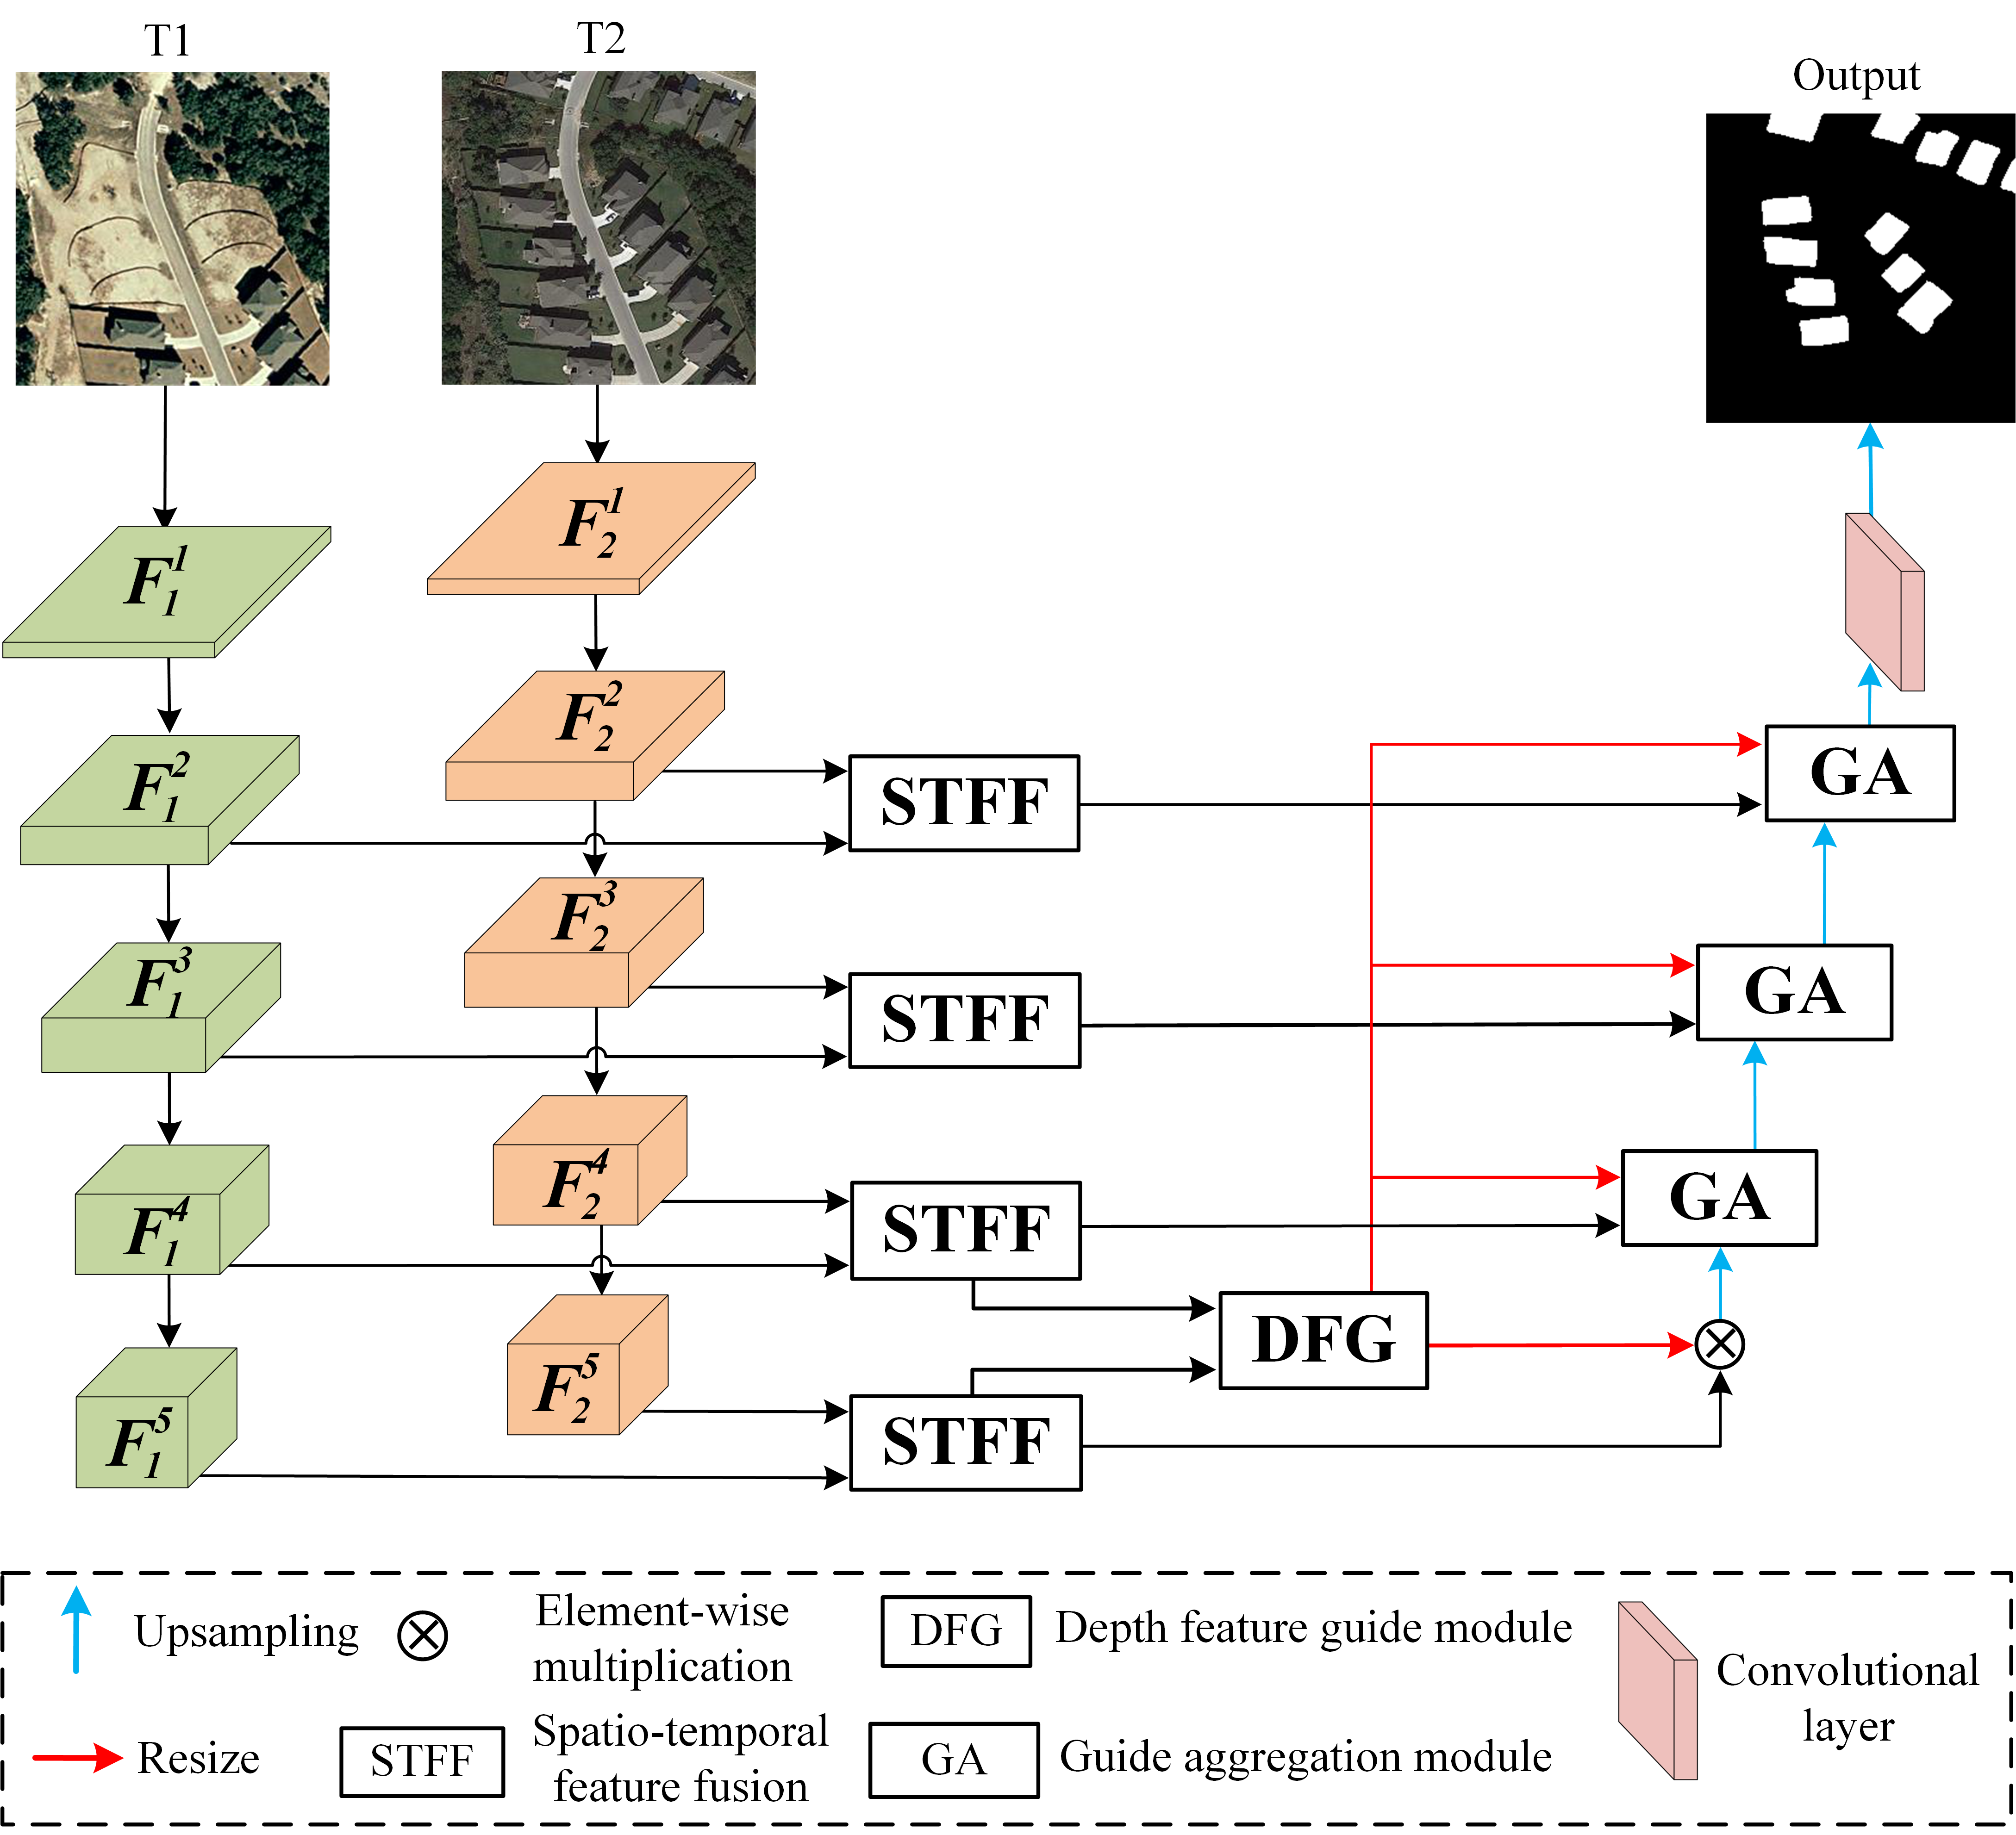 T1
T2
Output
F_1^1
F_2^1
F_1^2
F_2^2
STFF
GA
F_1^3
F_2^3
STFF
GA
F_1^4
F_2^4
STFF
GA
F_1^5
F_2^5
DFG
STFF
Upsampling
Element-wise
multiplication
DFG
Depth feature guide module
Convolutional
layer
Resize
STFF
Spatio-temporal
feature fusion
GA
Guide aggregation module